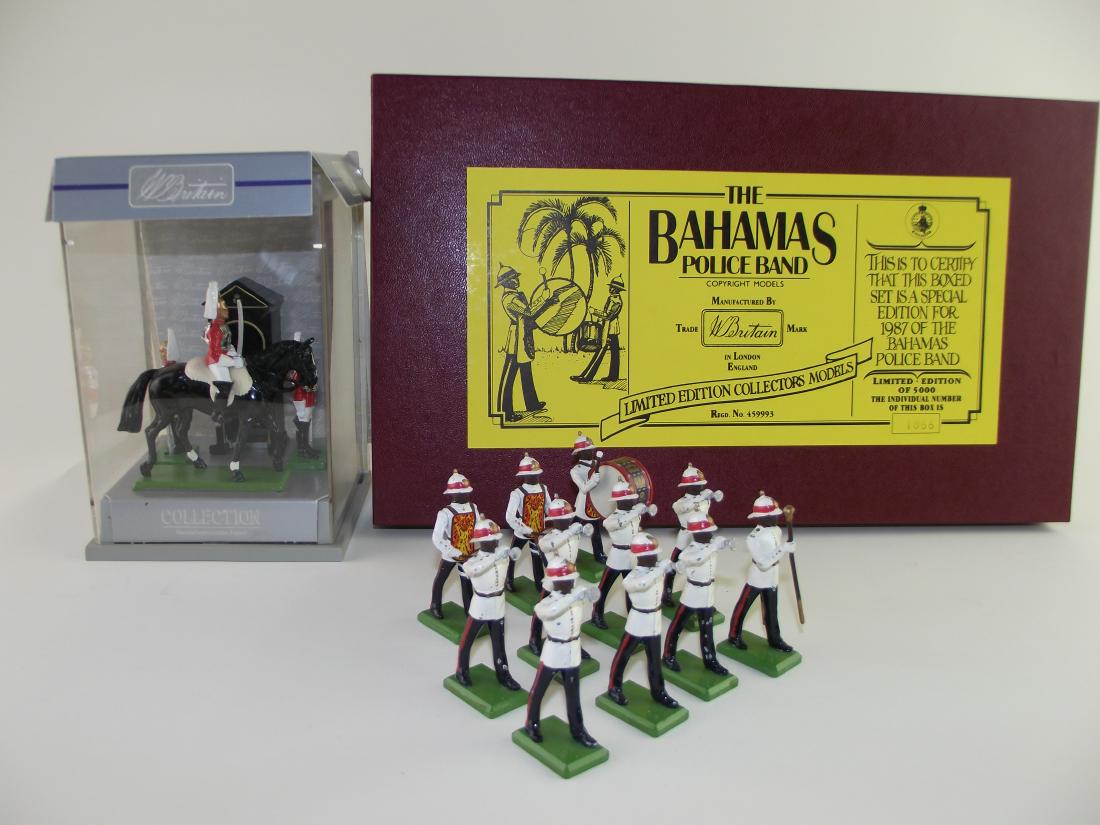 W Britain
COLLECTION
THE
BAHAMAS
POLICE BAND
COPYRIGHT MODELS
MANUFACTURED BY
TRADE W Britain MARK
IN LONDON
ENGLAND
LIMITED EDITION COLLECTORS MODELS
REGD. NO. 459993
THIS IS TO CERTIFY
THAT THIS BOXED
SET IS A SPECIAL
EDITION FOR
1987 OF THE
BAHAMAS
POLICE BAND
LIMITED · EDITION
OF 5000
THE INDIVIDUAL NUMBER
OF THIS BOX IS
1066